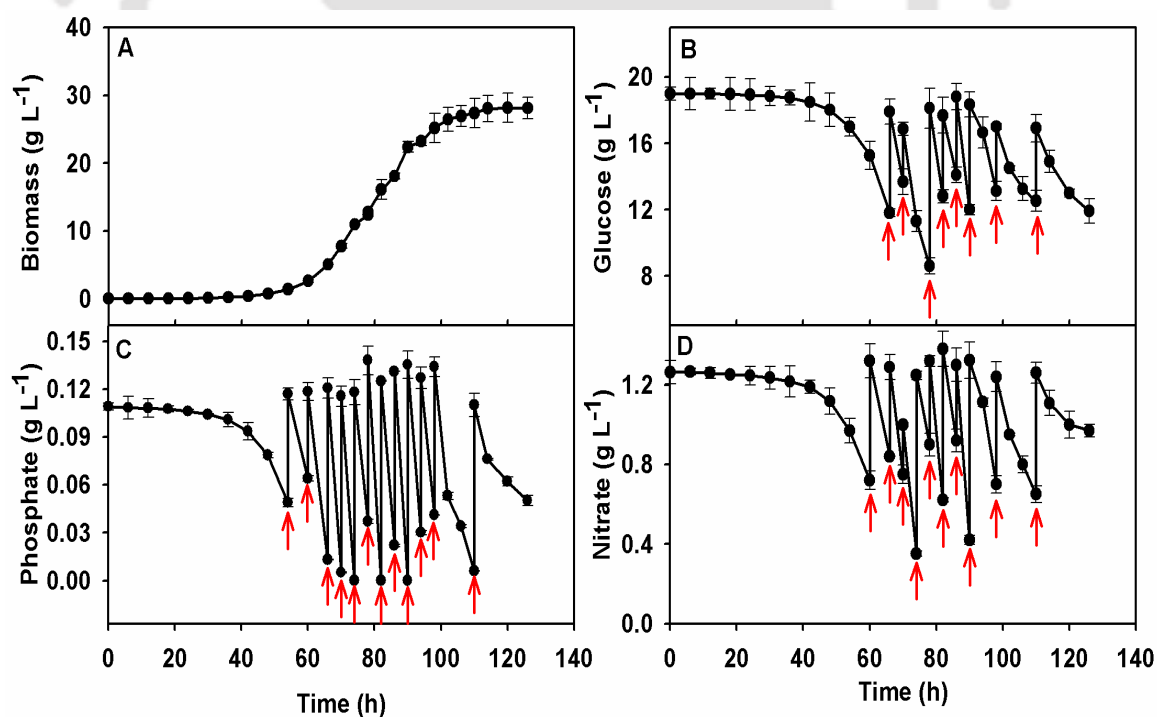 A
Biomass (g L⁻¹)
40
30
20
10
0
B
Glucose (g L⁻¹)
20
16
12
8
C
Phosphate (g L⁻¹)
0.15
0.12
0.09
0.06
0.03
0.00
0 20 40 60 80 100 120 140
Time (h)
D
Nitrate (g L⁻¹)
1.2
0.8
0.4
0.0
0 20 40 60 80 100 120 140
Time (h)